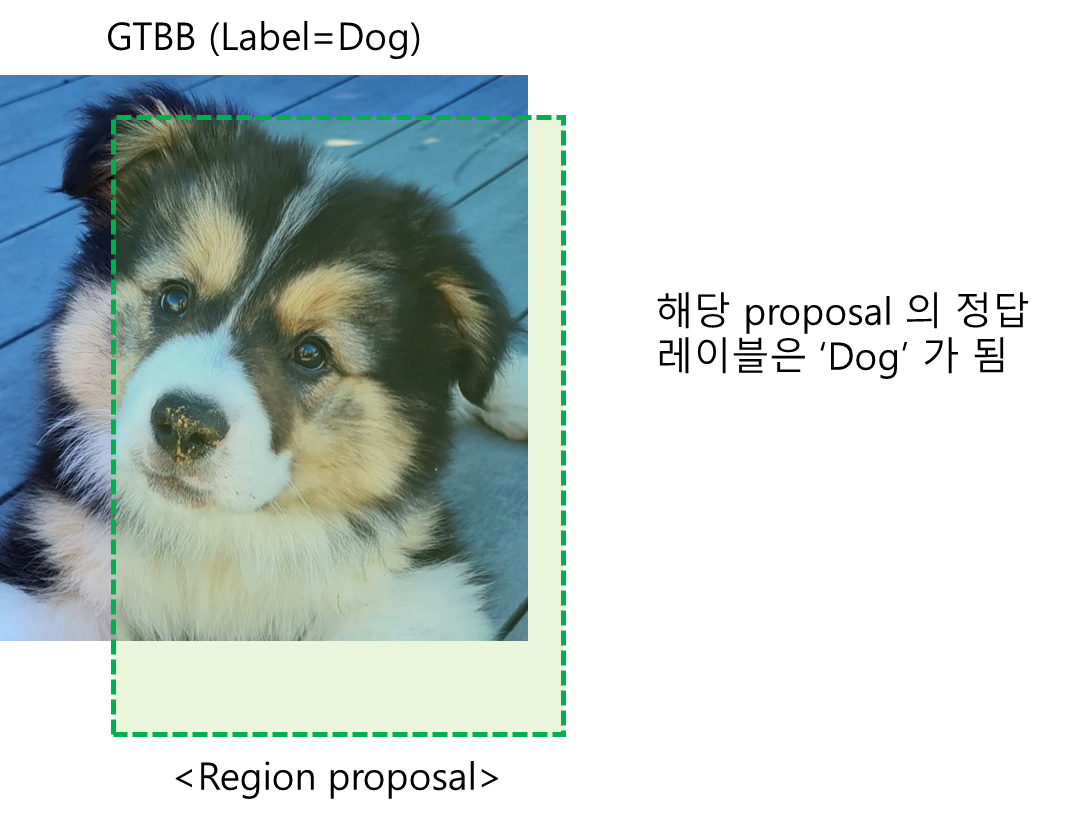 GTBB (Label=Dog)
해당 proposal 의 정답
레이블은 ‘Dog’ 가 됨
<Region proposal>